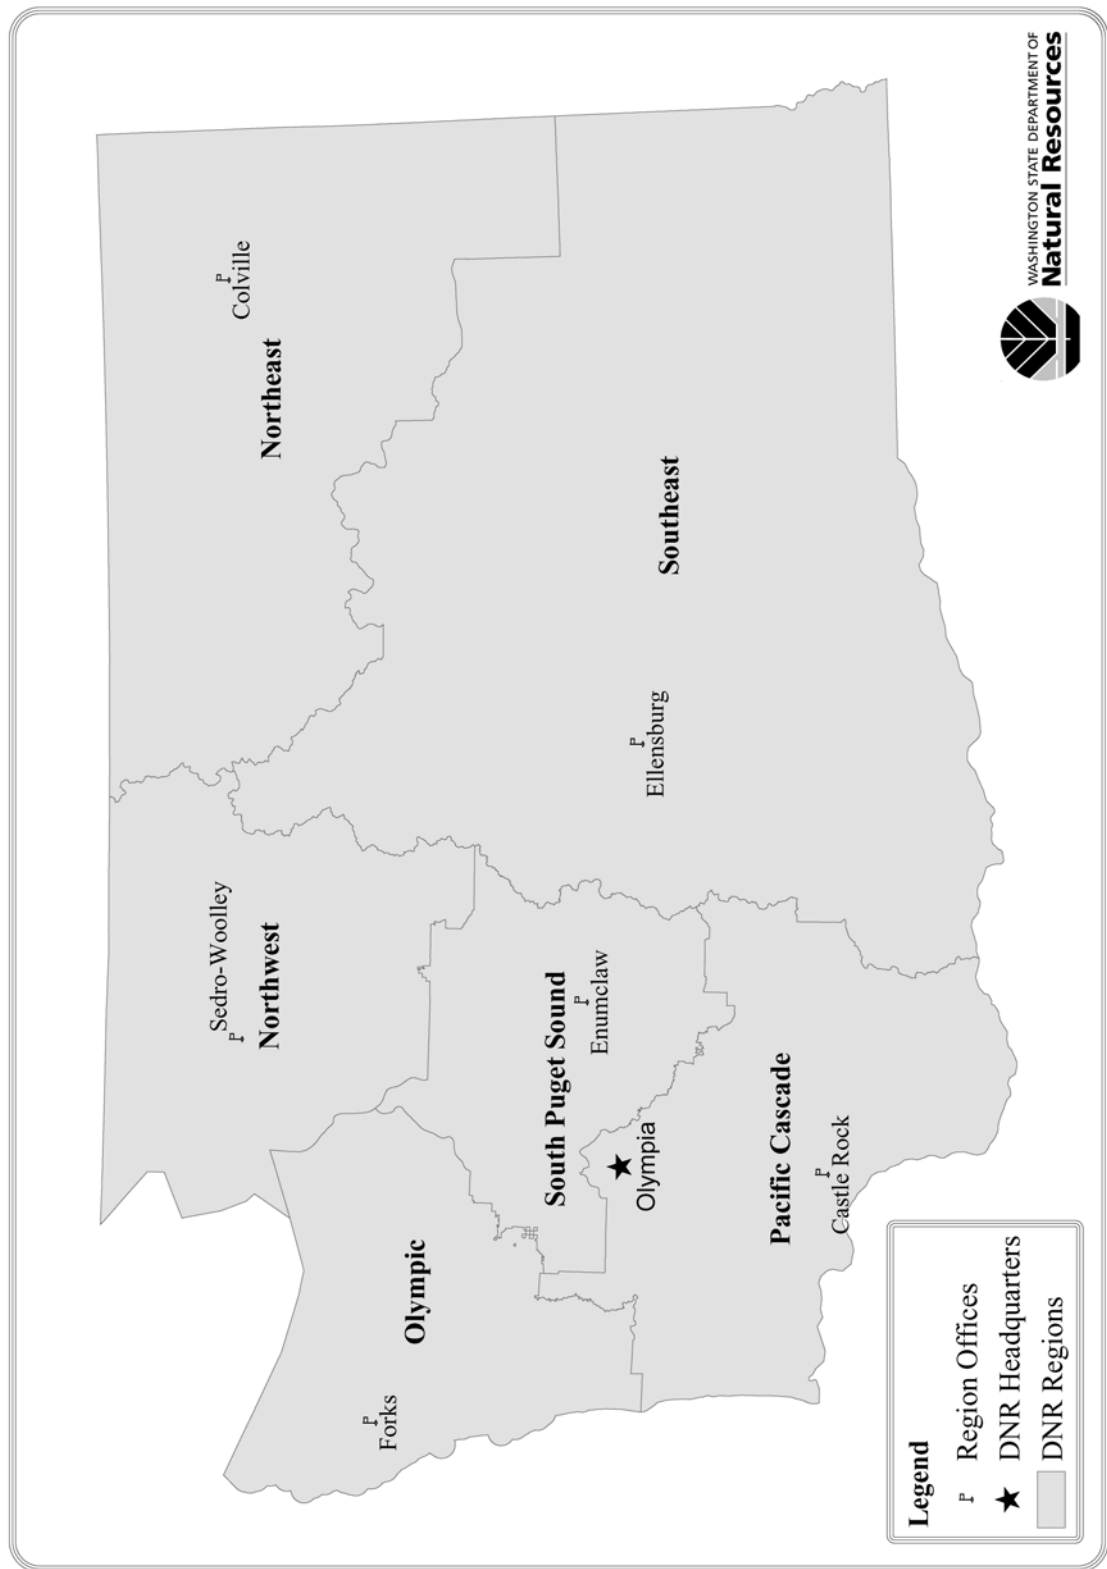 Colville
Northeast
Sedro-Woolley
Northwest
Southeast
Ellensburg
South Puget Sound
Enumclaw
Olympic
Forks
Olympia
Pacific Cascade
Castle Rock
Legend
Region Offices
DNR Headquarters
DNR Regions
WASHINGTON STATE DEPARTMENT OF
Natural Resources